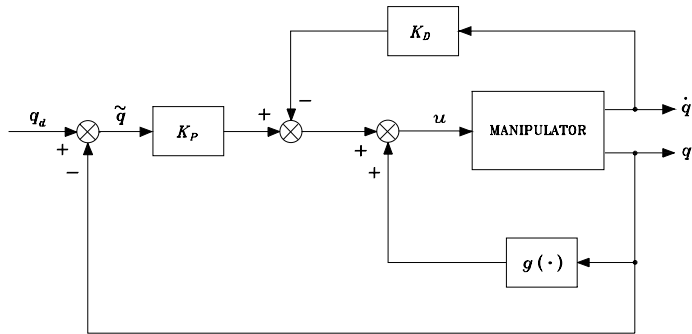 K_D
−
q̇
q_d
+
−
q̃
K_P
+
+
+
u
MANIPULATOR
q
g(·)